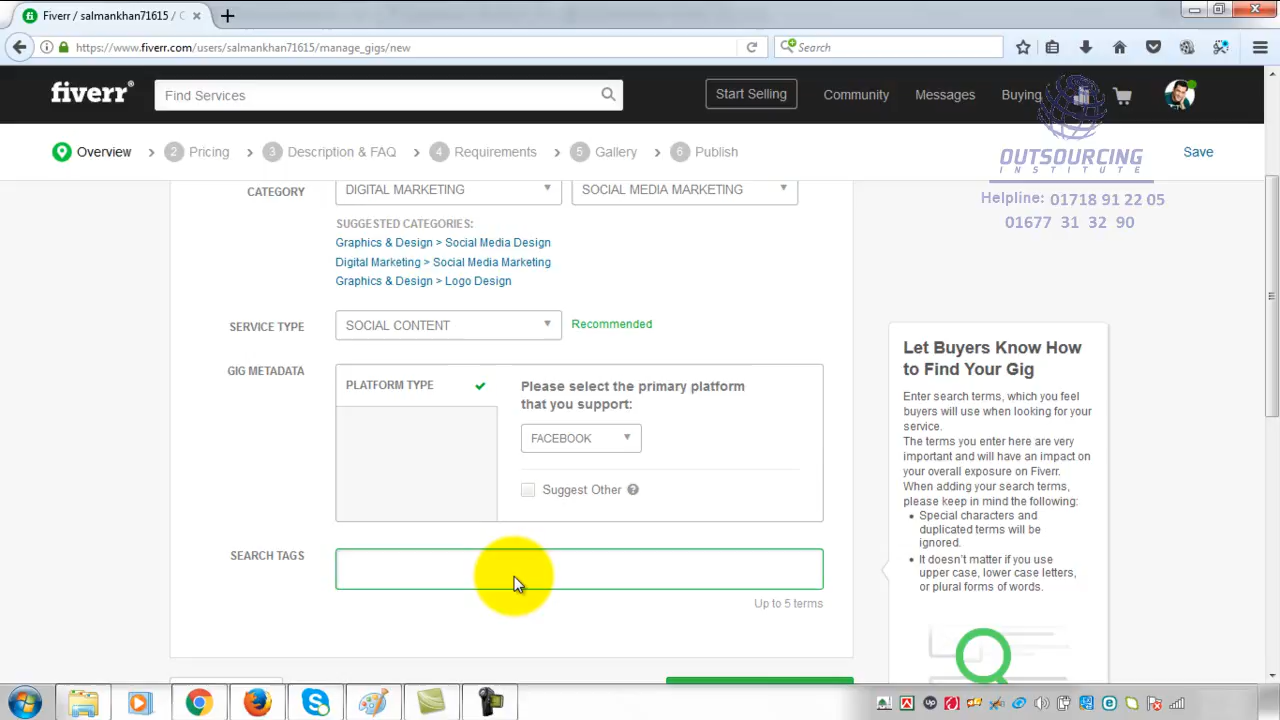 Fiverr / salmankhan71615 / C
https://www.fiverr.com/users/salmankhan71615/manage_gigs/new
Search
fiverr
Find Services
Start Selling
Community
Messages
Buying
Overview
2 Pricing
3 Description & FAQ
4 Requirements
5 Gallery
6 Publish
Save
OUTSOURCING
INSTITUTE
Helpline: 01718 91 22 05
01677 31 32 90
CATEGORY
DIGITAL MARKETING
SOCIAL MEDIA MARKETING
SUGGESTED CATEGORIES:
Graphics & Design > Social Media Design
Digital Marketing > Social Media Marketing
Graphics & Design > Logo Design
SERVICE TYPE
SOCIAL CONTENT
Recommended
GIG METADATA
PLATFORM TYPE
Please select the primary platform
that you support:
FACEBOOK
Suggest Other
SEARCH TAGS
Up to 5 terms
Let Buyers Know How
to Find Your Gig
Enter search terms, which you feel
buyers will use when looking for your
service.
The terms you enter here are very
important and will have an impact on
your overall exposure on Fiverr.
When adding your search terms,
please keep in mind the following:
Special characters and
duplicated terms will be
ignored.
It doesn't matter if you use
upper case, lower case letters,
or plural forms of words.